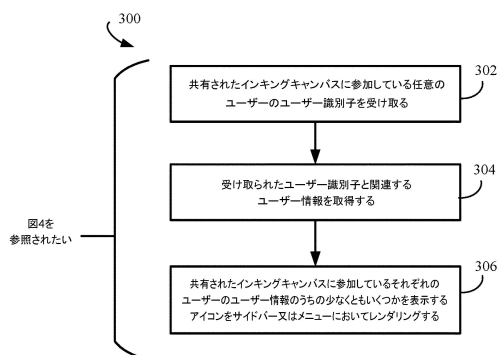 300
302
共有されたインキングキャンバスに参加している任意の
ユーザーのユーザー識別子を受け取る
304
受け取られたユーザー識別子と関連する
ユーザー情報を取得する
図4を
参照されたい
306
共有されたインキングキャンバスに参加しているそれぞれの
ユーザーのユーザー情報のうちの少なくともいくつかを表示する
アイコンをサイドバー又はメニューにおいてレンダリングする